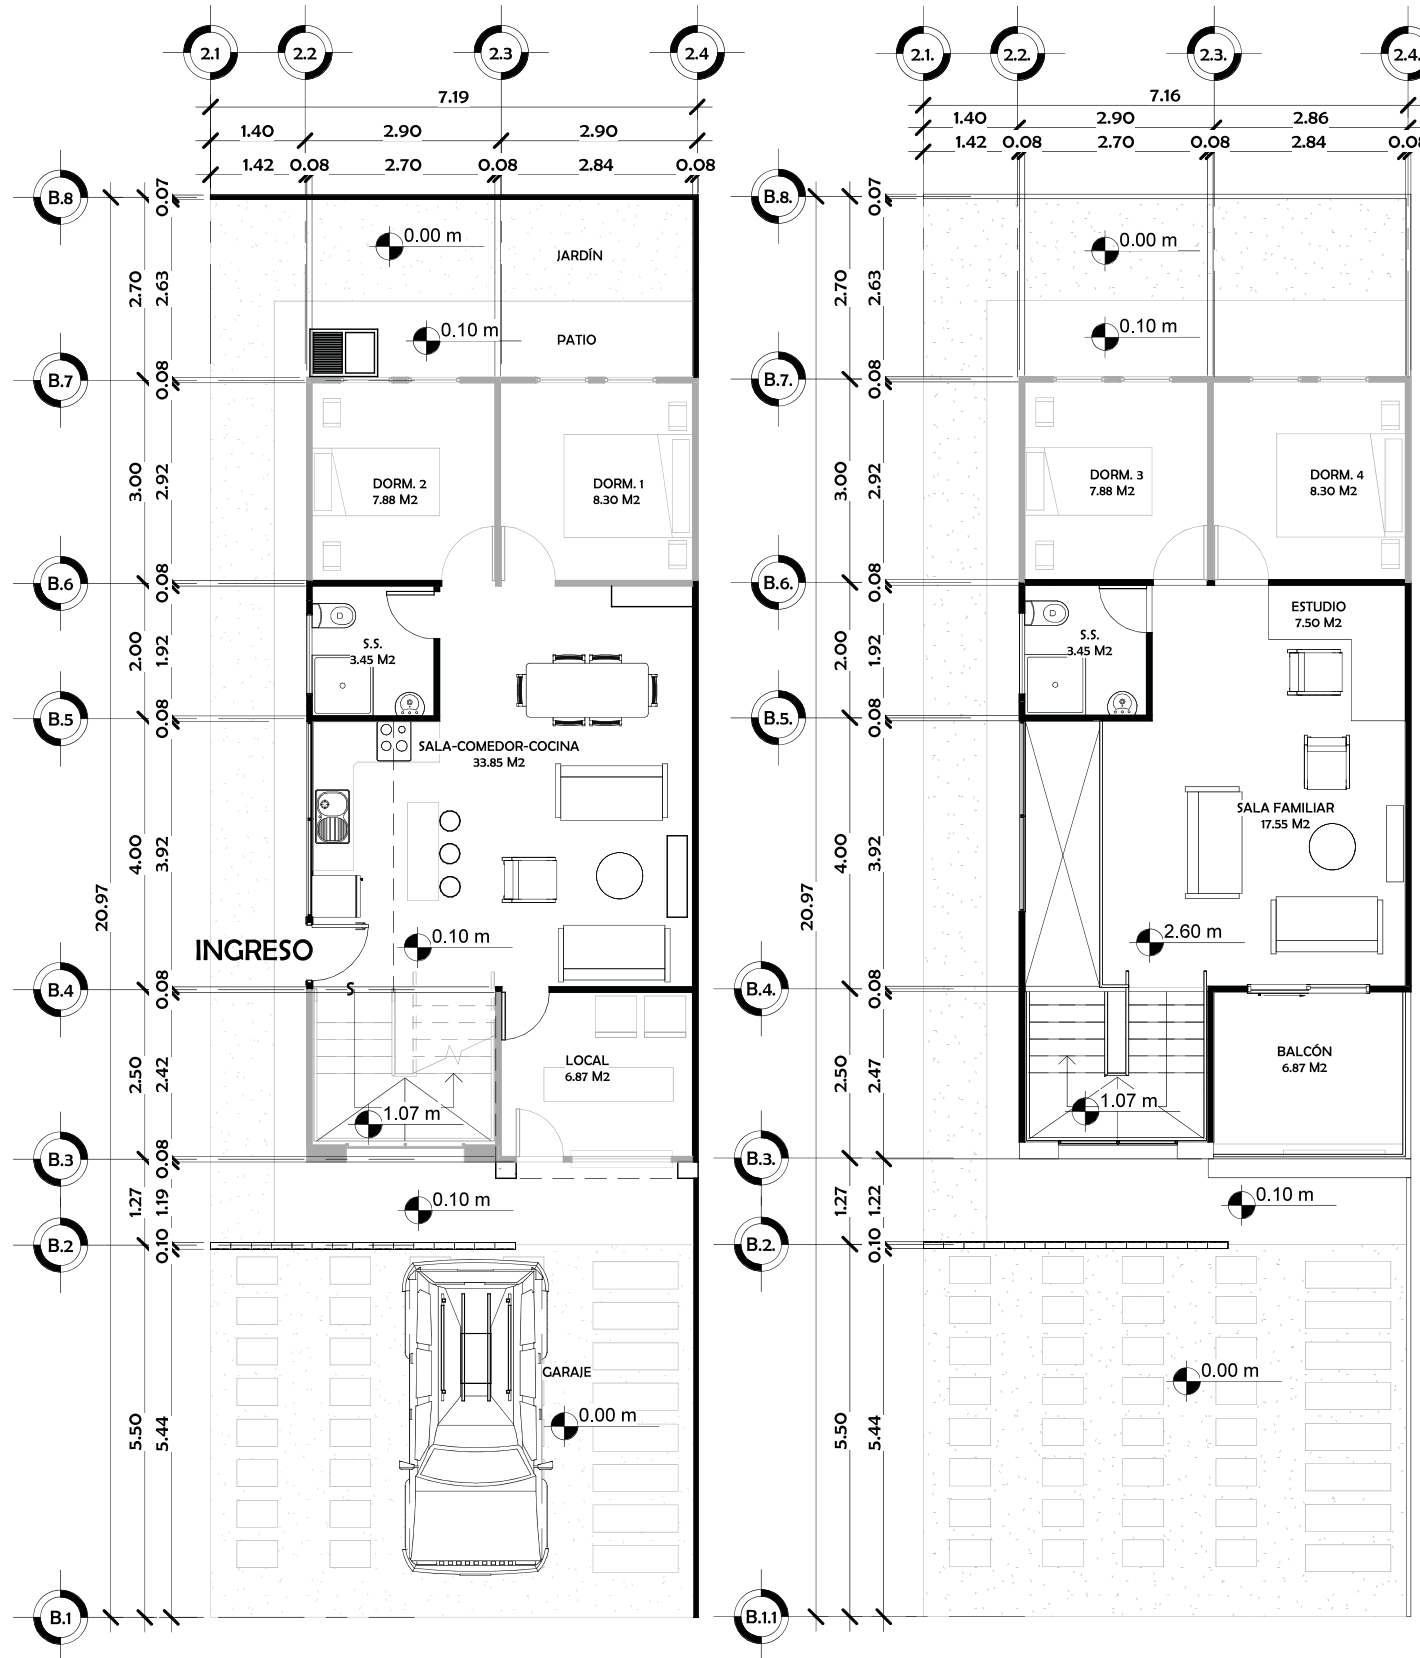 2.1 2.2 2.3 2.4
7.19
1.40 2.90 2.90
1.42 0.08 2.70 0.08 2.84 0.08
B.8
B.7
B.6
B.5
B.4
B.3
B.2
B.1
20.97
2.70
3.00
2.00
4.00
2.50
1.27
5.50
0.07
2.63
0.08
2.92
0.08
1.92
0.08
3.92
0.08
2.42
0.08
1.19
0.10
5.44
0.00 m
JARDÍN
0.10 m
PATIO
DORM. 2
7.88 M2
DORM. 1
8.30 M2
S.S.
3.45 M2
SALA-COMEDOR-COCINA
33.85 M2
INGRESO
0.10 m
S
LOCAL
6.87 M2
1.07 m
0.10 m
GARAJE
0.00 m
2.1. 2.2. 2.3. 2.4.
7.16
1.40 2.90 2.86
1.42 0.08 2.70 0.08 2.84 0.08
B.8.
B.7.
B.6.
B.5.
B.4.
B.3.
B.2.
B.1.1
20.97
2.70
3.00
2.00
4.00
2.50
1.27
5.50
0.07
2.63
0.08
2.92
0.08
1.92
0.08
3.92
0.08
2.47
1.22
0.10
5.44
0.00 m
0.10 m
DORM. 3
7.88 M2
DORM. 4
8.30 M2
S.S.
3.45 M2
ESTUDIO
7.50 M2
SALA FAMILIAR
17.55 M2
2.60 m
BALCÓN
6.87 M2
1.07 m
0.10 m
0.00 m